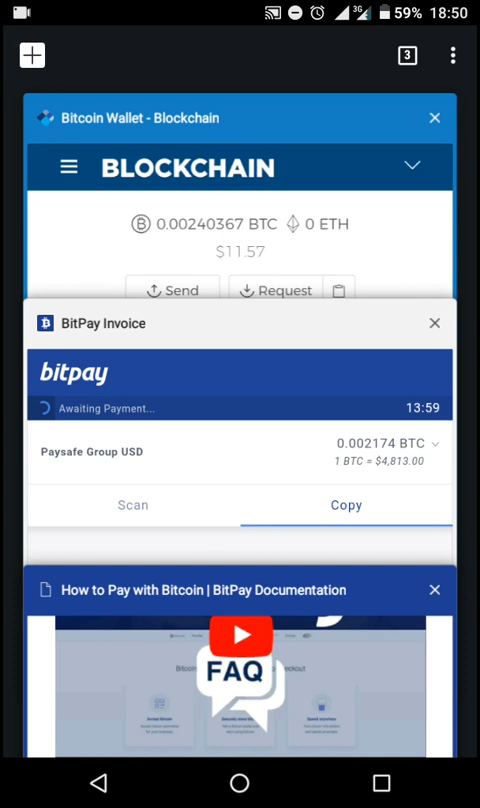 3G 59% 18:50
3
Bitcoin Wallet - Blockchain
BLOCKCHAIN
0.00240367 BTC 0 ETH
$11.57
Send Request
BitPay Invoice
bitpay
Awaiting Payment... 13:59
Paysafe Group USD 0.002174 BTC
1 BTC = $4,813.00
Scan Copy
How to Pay with Bitcoin | BitPay Documentation
FAQ